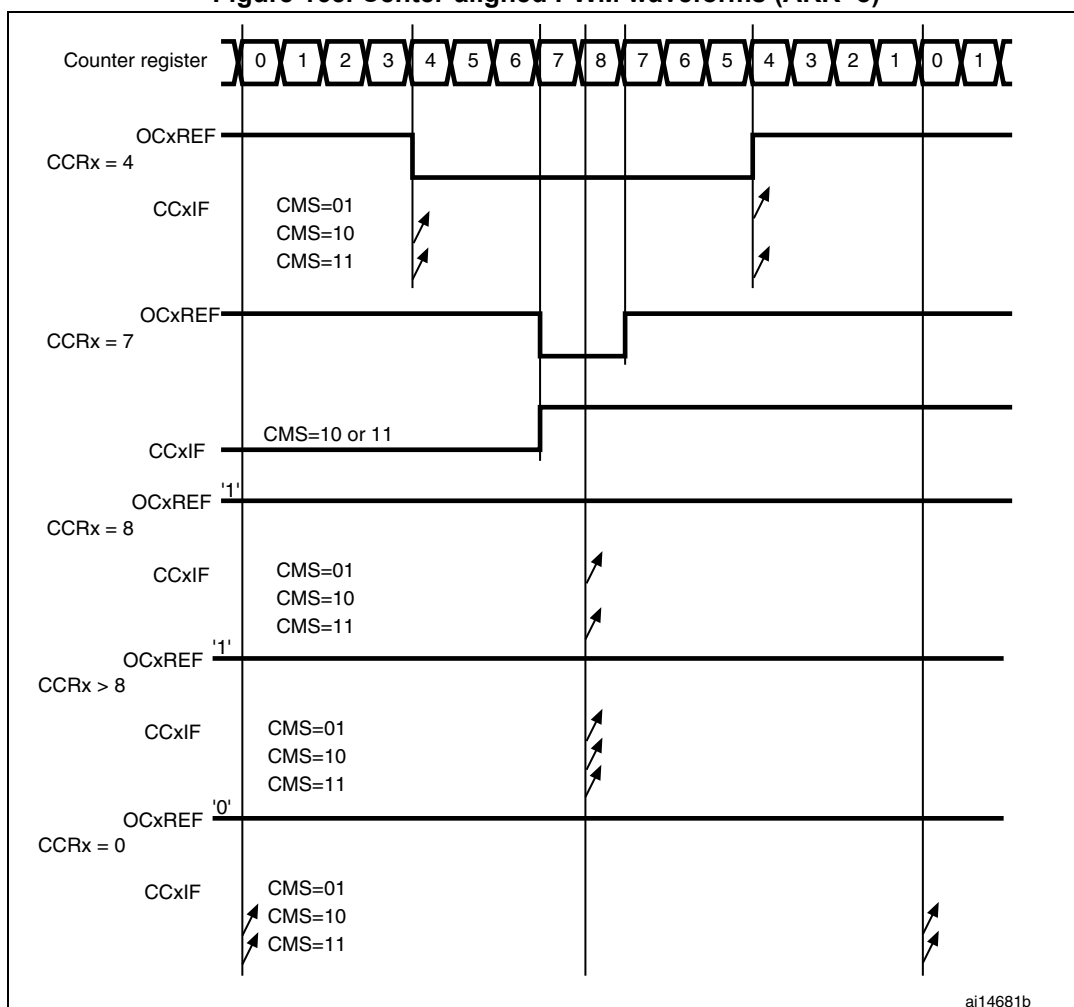 Counter register 0 1 2 3 4 5 6 7 8 7 6 5 4 3 2 1 0 1
OCxREF
CCRx = 4
CCxIF CMS=01
CMS=10
CMS=11
OCxREF
CCRx = 7
CMS=10 or 11
CCxIF
'1'
OCxREF
CCRx = 8
CCxIF CMS=01
CMS=10
CMS=11
'1'
OCxREF
CCRx > 8
CCxIF CMS=01
CMS=10
CMS=11
'0'
OCxREF
CCRx = 0
CCxIF CMS=01
CMS=10
CMS=11
ai14681b